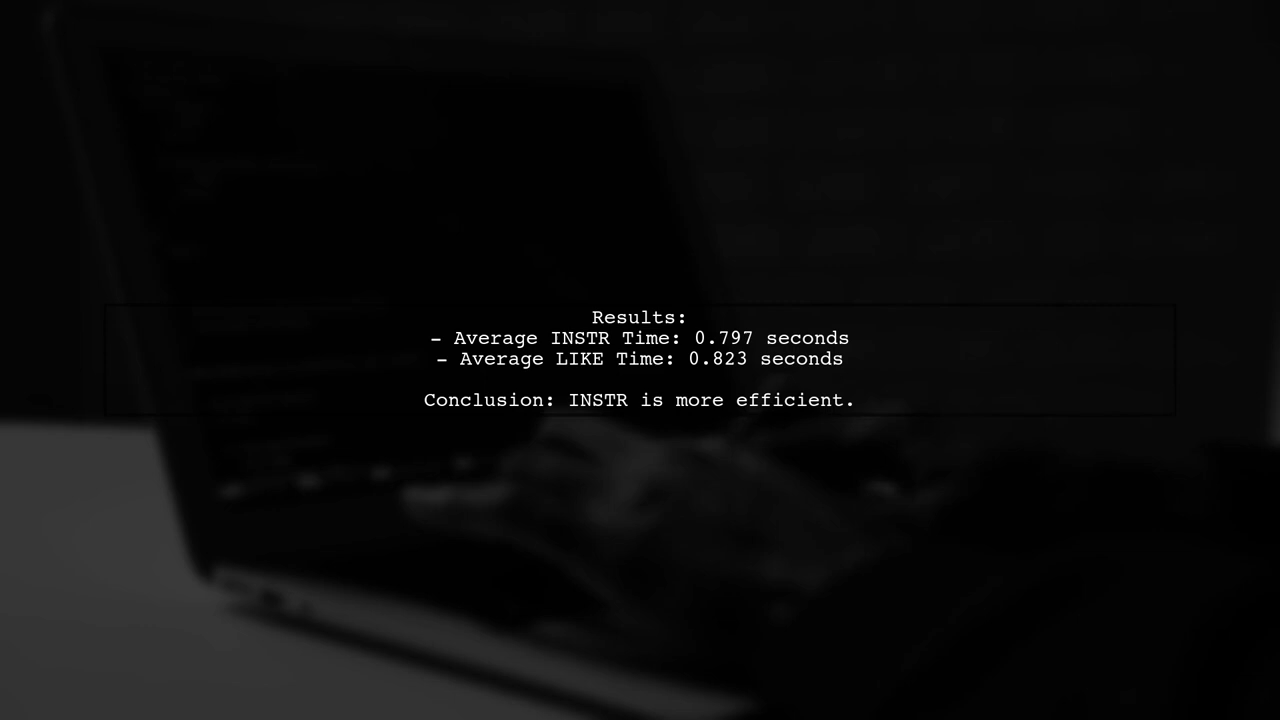 Results:
- Average INSTR Time: 0.797 seconds
- Average LIKE Time: 0.823 seconds
Conclusion: INSTR is more efficient.